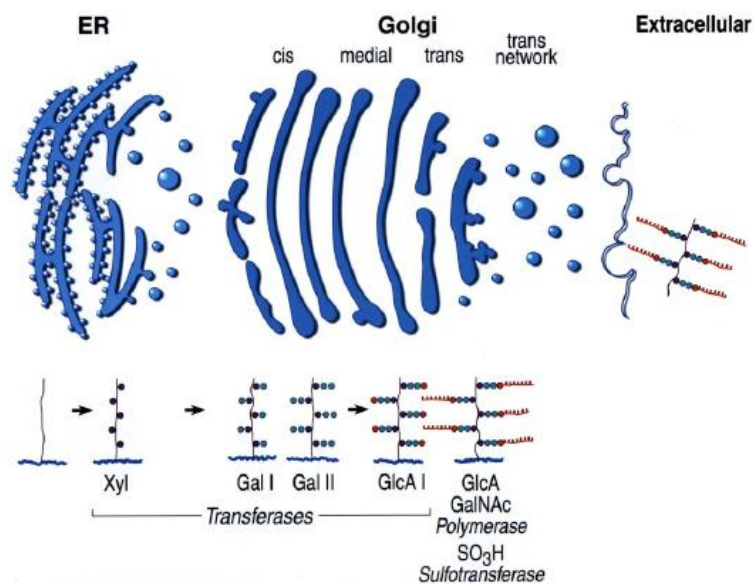 ER
Golgi
Extracellular
cis
medial
trans
trans
network
Xyl
Gal I
Gal II
GlcA I
GlcA
GalNAc
Polymerase
Transferases
SO3H
Sulfotransferase